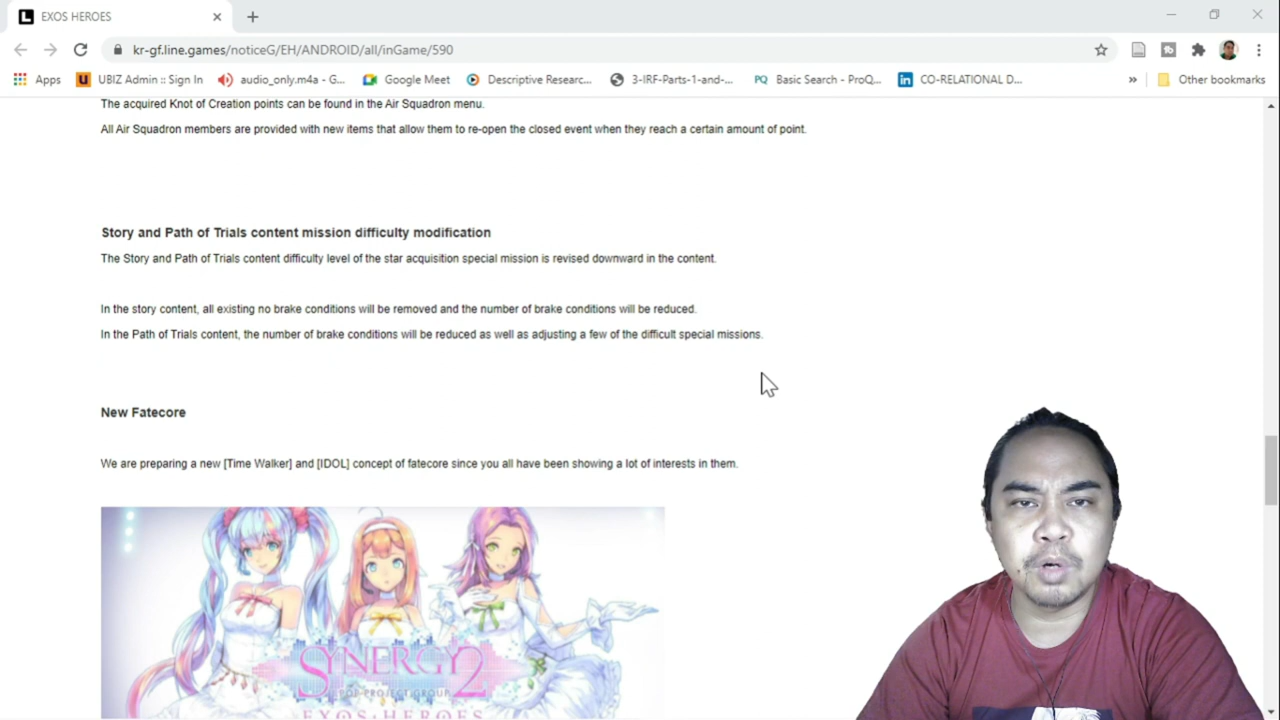 EXOS HEROES
kr-gf.line.games/noticeG/EH/ANDROID/all/inGame/590
Apps UBIZ Admin :: Sign In audio_only.m4a - G... Google Meet Descriptive Researc... 3-IRF-Parts-1-and-... PQ Basic Search - ProQ... in CO-RELATIONAL D... » Other bookmarks
The acquired Knot of Creation points can be found in the Air Squadron menu.
All Air Squadron members are provided with new items that allow them to re-open the closed event when they reach a certain amount of point.
Story and Path of Trials content mission difficulty modification
The Story and Path of Trials content difficulty level of the star acquisition special mission is revised downward in the content.
In the story content, all existing no brake conditions will be removed and the number of brake conditions will be reduced.
In the Path of Trials content, the number of brake conditions will be reduced as well as adjusting a few of the difficult special missions.
New Fatecore
We are preparing a new [Time Walker] and [IDOL] concept of fatecore since you all have been showing a lot of interests in them.
SYNERGY2
POP·PROJECT·GROUP
EXOS·HEROES